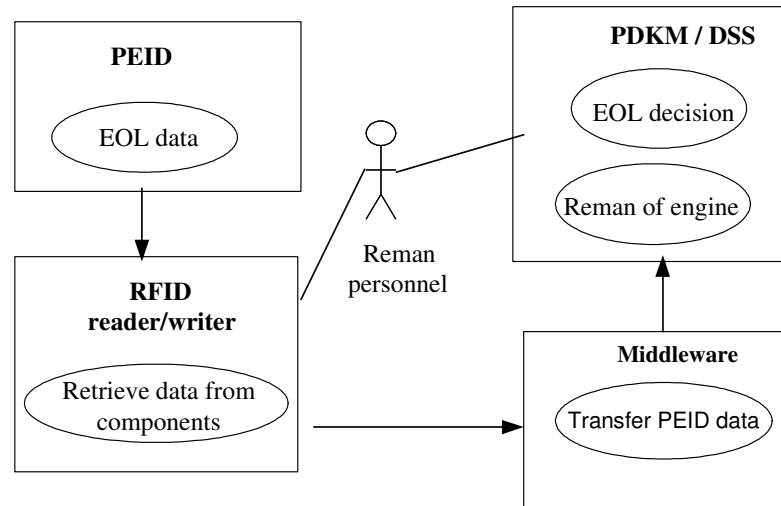 PEID
EOL data
PDKM / DSS
EOL decision
Reman of engine
Reman
personnel
RFID
reader/writer
Retrieve data from
components
Middleware
Transfer PEID data